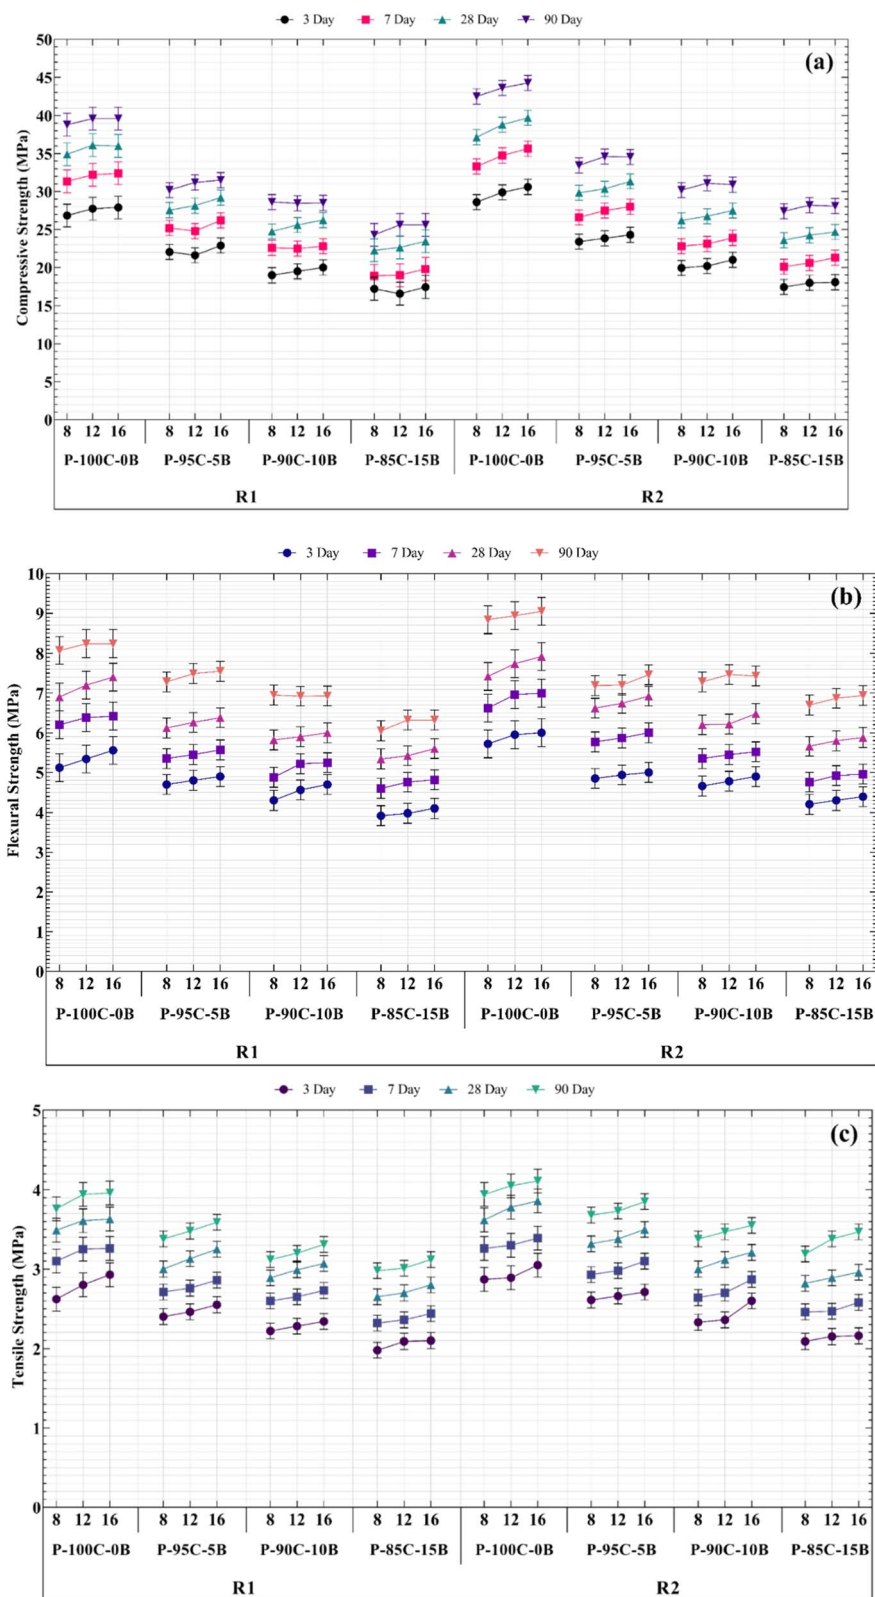 3 Day 7 Day 28 Day 90 Day
(a)
50
45
40
35
30
25
20
15
10
5
0
Compressive Strength (MPa)
8 12 16 8 12 16 8 12 16 8 12 16 8 12 16 8 12 16 8 12 16 8 12 16
P-100C-0B P-95C-5B P-90C-10B P-85C-15B P-100C-0B P-95C-5B P-90C-10B P-85C-15B
R1 R2
3 Day 7 Day 28 Day 90 Day
(b)
10
9
8
7
6
5
4
3
2
1
0
Flexural Strength (MPa)
8 12 16 8 12 16 8 12 16 8 12 16 8 12 16 8 12 16 8 12 16 8 12 16
P-100C-0B P-95C-5B P-90C-10B P-85C-15B P-100C-0B P-95C-5B P-90C-10B P-85C-15B
R1 R2
3 Day 7 Day 28 Day 90 Day
(c)
5
4
3
2
1
0
Tensile Strength (MPa)
8 12 16 8 12 16 8 12 16 8 12 16 8 12 16 8 12 16 8 12 16 8 12 16
P-100C-0B P-95C-5B P-90C-10B P-85C-15B P-100C-0B P-95C-5B P-90C-10B P-85C-15B
R1 R2